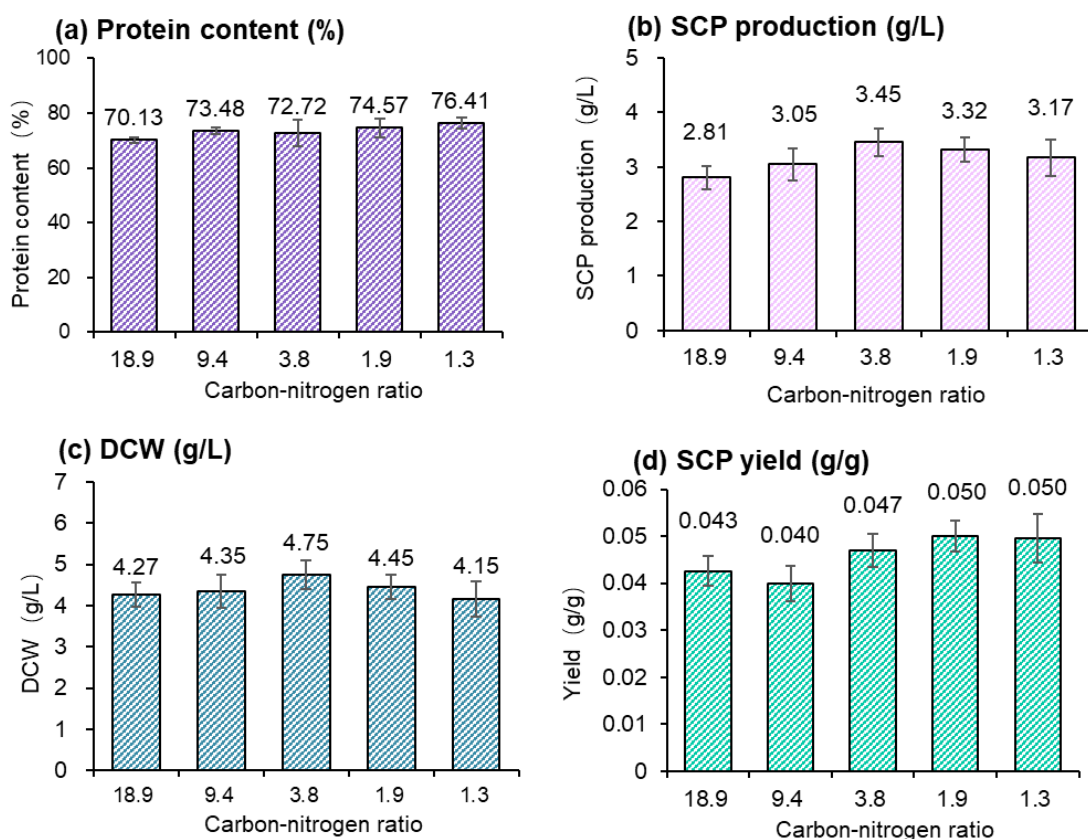 (a) Protein content (%)
Protein content (%)
100
80
60
40
20
0
70.13 73.48 72.72 74.57 76.41
18.9 9.4 3.8 1.9 1.3
Carbon-nitrogen ratio
(b) SCP production (g/L)
SCP production (g/L)
5
4
3
2
1
0
2.81 3.05 3.45 3.32 3.17
18.9 9.4 3.8 1.9 1.3
Carbon-nitrogen ratio
(c) DCW (g/L)
DCW (g/L)
7
6
5
4
3
2
1
0
4.27 4.35 4.75 4.45 4.15
18.9 9.4 3.8 1.9 1.3
Carbon-nitrogen ratio
(d) SCP yield (g/g)
Yield (g/g)
0.06
0.05
0.04
0.03
0.02
0.01
0
0.043 0.040 0.047 0.050 0.050
18.9 9.4 3.8 1.9 1.3
Carbon-nitrogen ratio